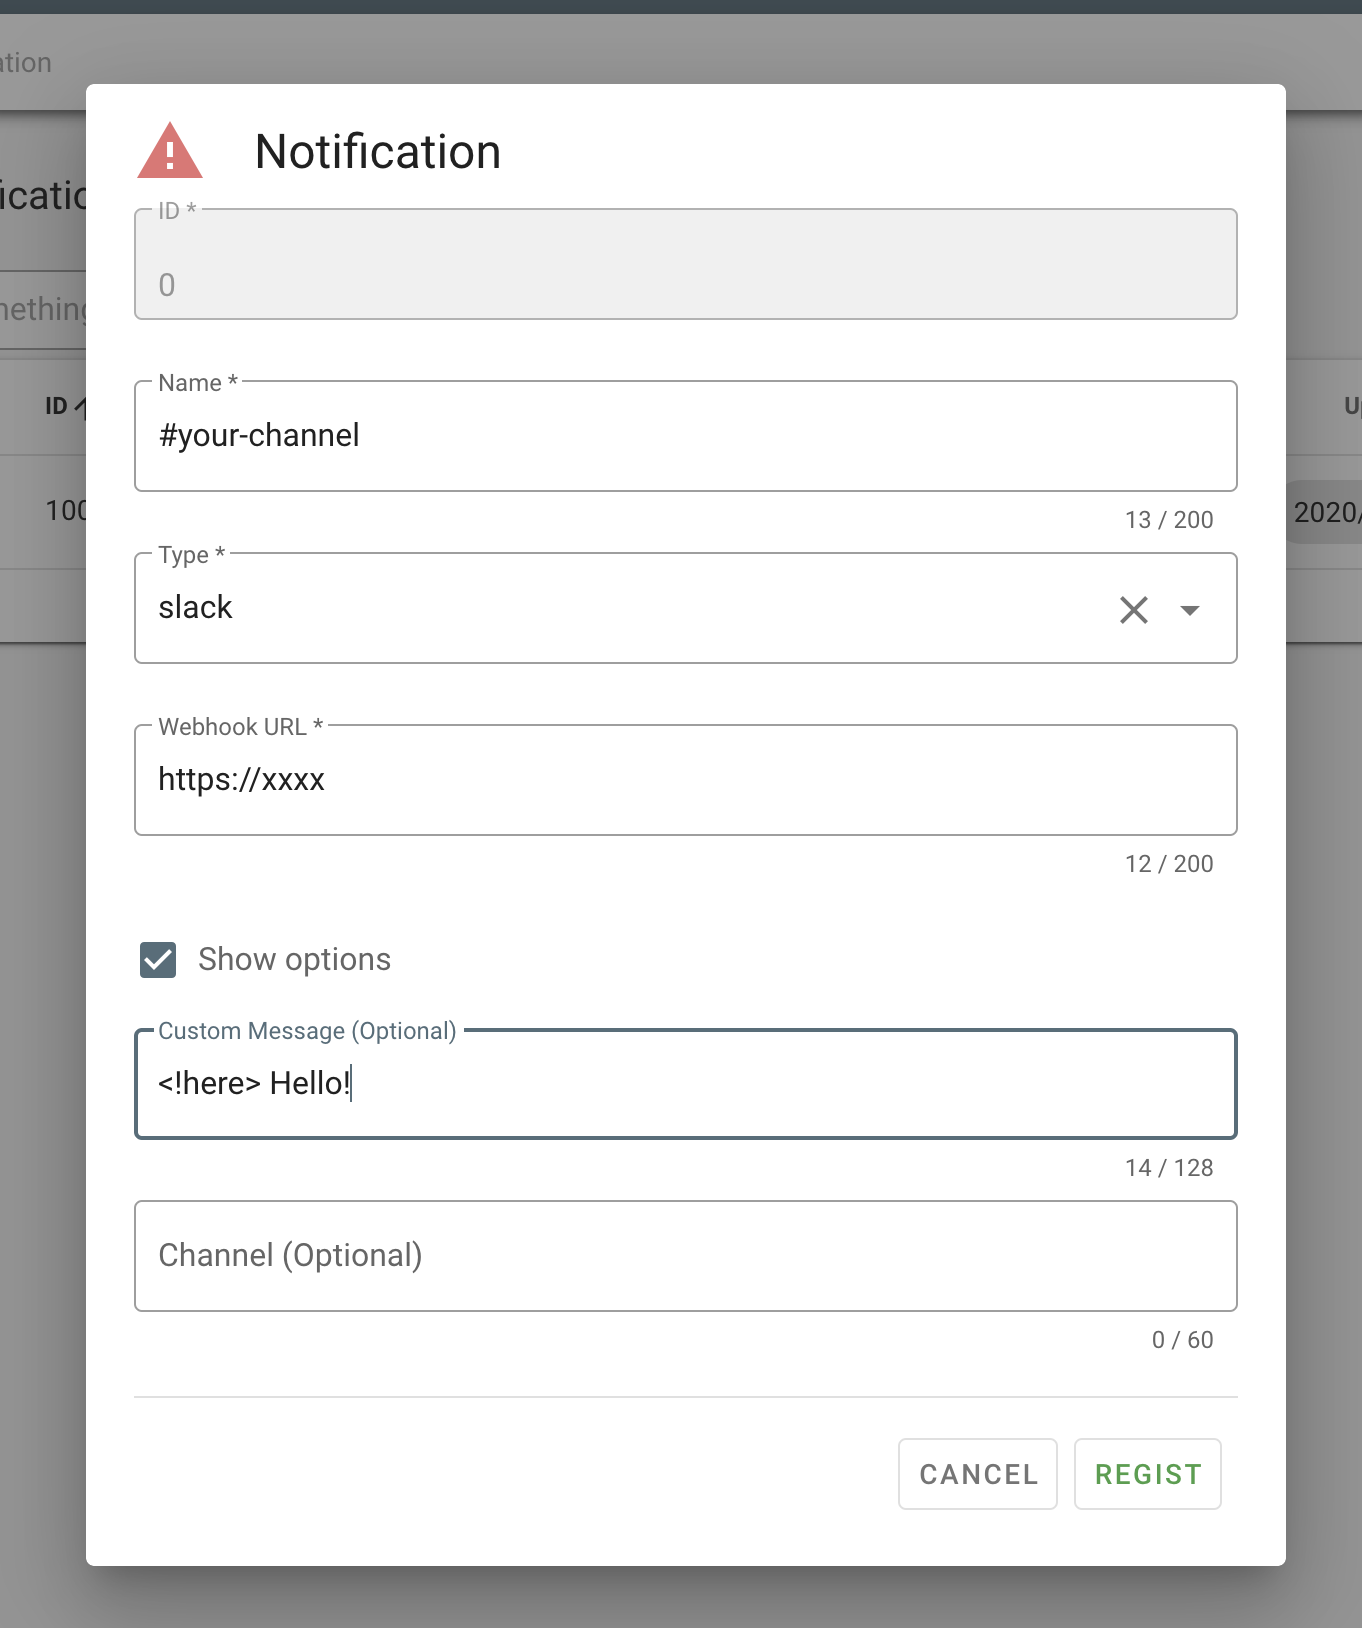 ation
Notification
ID *
0
Name *
#your-channel
13 / 200
Type *
slack
Webhook URL *
https://xxxx
12 / 200
Show options
Custom Message (Optional)
<!here> Hello!
14 / 128
Channel (Optional)
0 / 60
CANCEL
REGIST
icatio
nething
ID
100
U
2020/